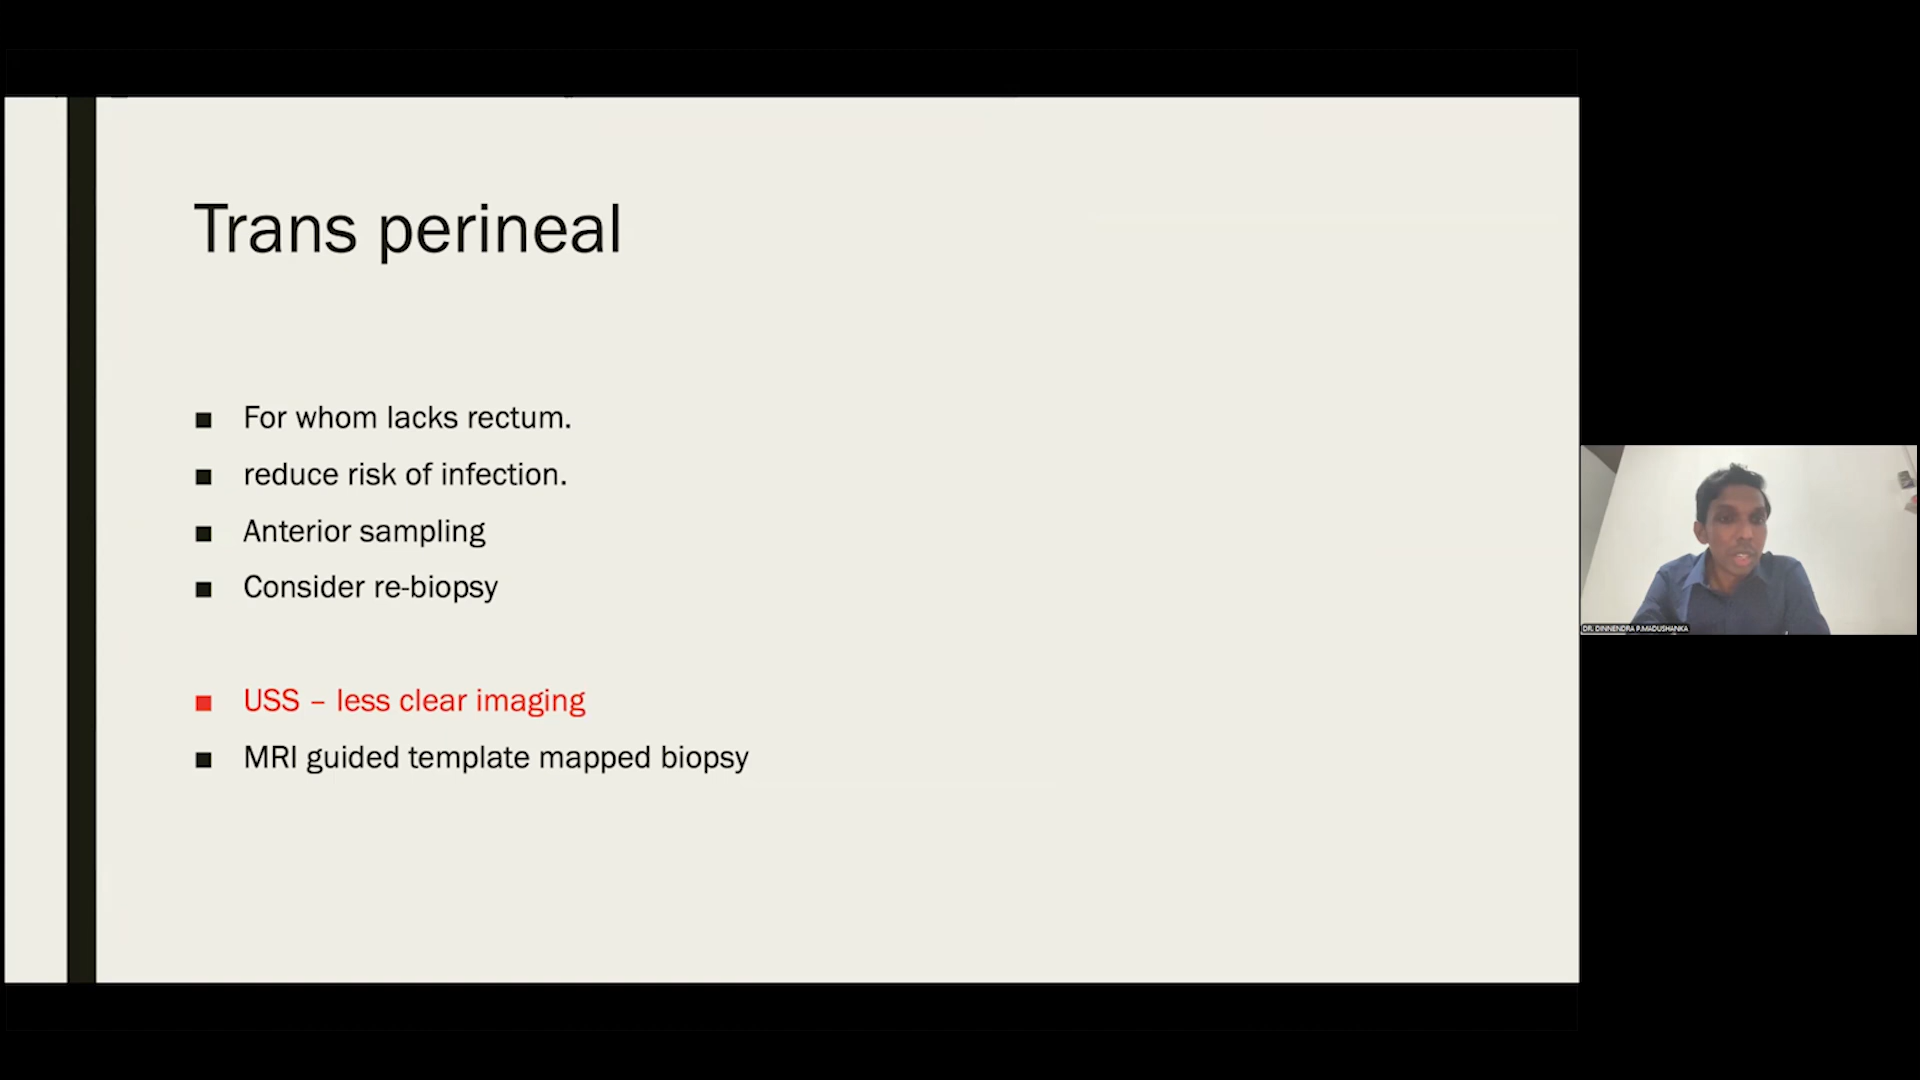 Trans perineal
■ For whom lacks rectum.
■ reduce risk of infection.
■ Anterior sampling
■ Consider re-biopsy
■ USS – less clear imaging
■ MRI guided template mapped biopsy
DR. DINNENDRA P.MADUSHANKA